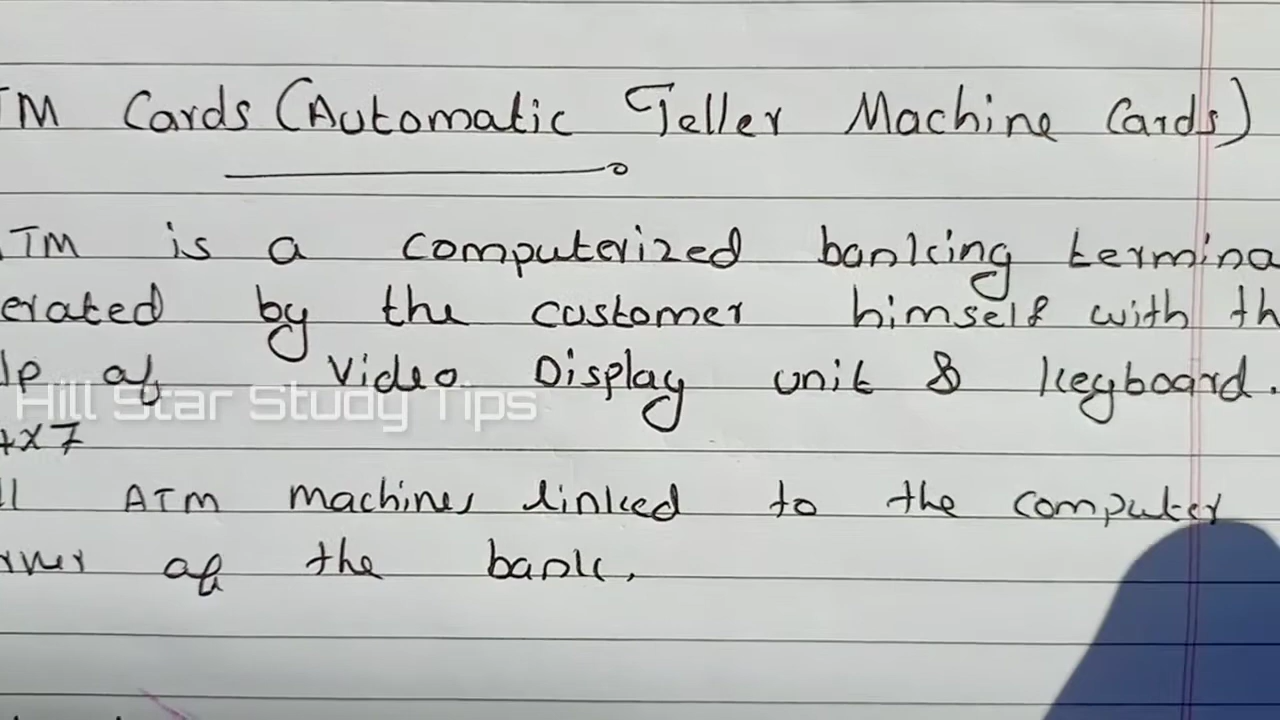 TM Cards (Automatic Teller Machine Cards)
TM is a computerized banking termina
erated by the customer himself with th
lp of Video Display unit & keyboard.
Hill Star Study Tips
x7
ll ATM machines linked to the computer
rver of the bank.